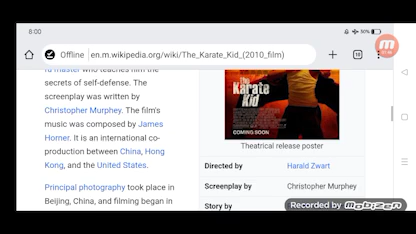 8:00
50%
Offline en.m.wikipedia.org/wiki/The_Karate_Kid_(2010_film)
16
master who teaches him the
secrets of self-defense. The
screenplay was written by
Christopher Murphey. The film's
music was composed by James
Horner. It is an international co-
production between China, Hong
Kong, and the United States.
Principal photography took place in
Beijing, China, and filming began in
The
Karate
Kid
COMING SOON
Theatrical release poster
Directed by Harald Zwart
Screenplay by Christopher Murphey
Story by
Recorded by Mobizen